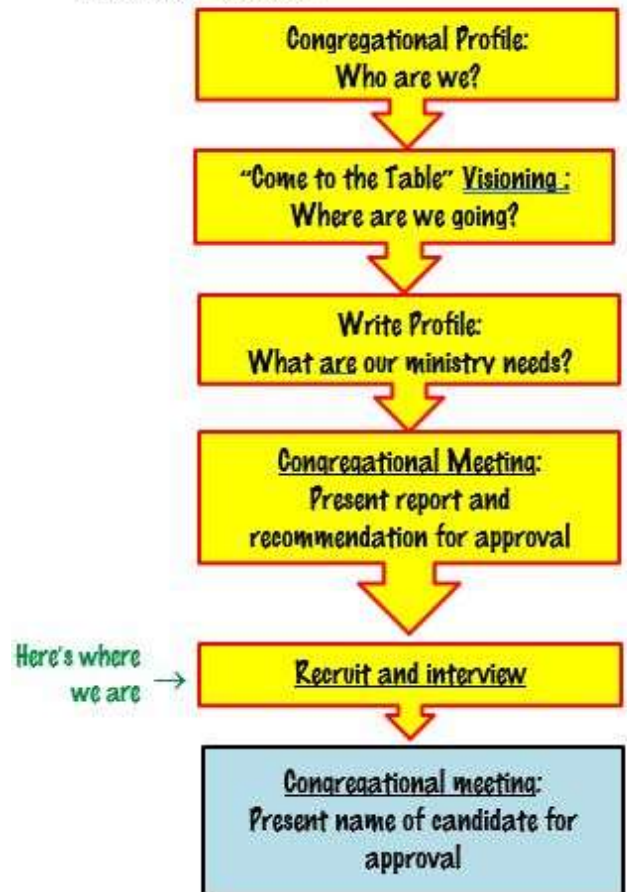 Congregational Profile:
Who are we?
"Come to the Table" Visioning :
Where are we going?
Write Profile:
What are our ministry needs?
Congregational Meeting:
Present report and
recommendation for approval
Here's where
we are →
Recruit and interview
Congregational meeting:
Present name of candidate for
approval